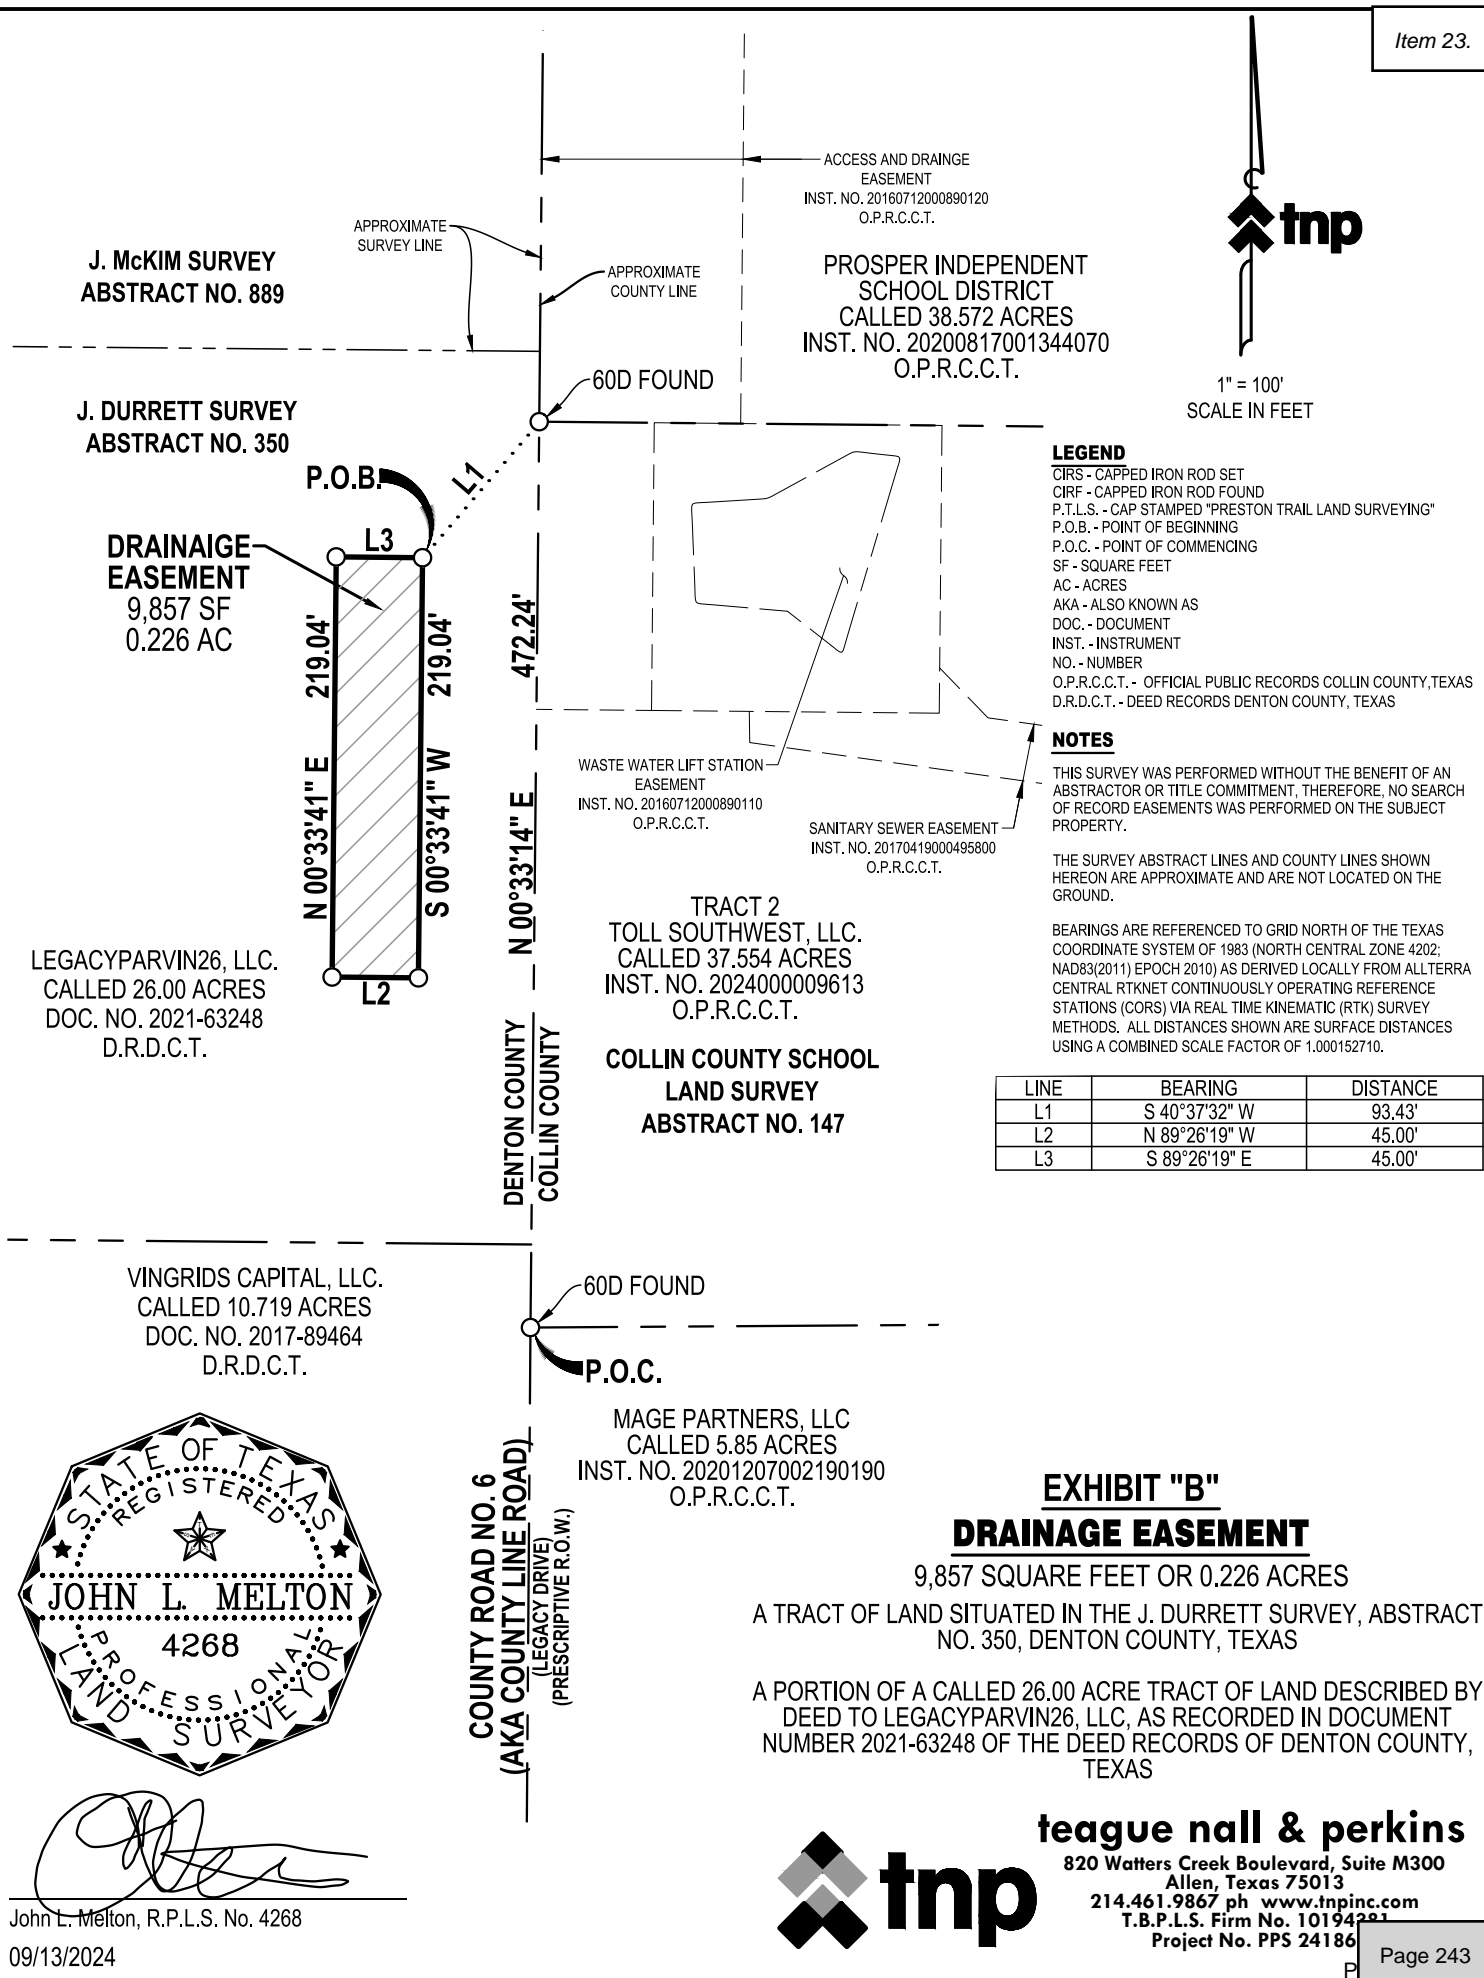 Item 23.
ACCESS AND DRAINGE
EASEMENT
INST. NO. 20160712000890120
O.P.R.C.C.T.
APPROXIMATE
SURVEY LINE
J. McKIM SURVEY
ABSTRACT NO. 889
APPROXIMATE
COUNTY LINE
PROSPER INDEPENDENT
SCHOOL DISTRICT
CALLED 38.572 ACRES
INST. NO. 20200817001344070
O.P.R.C.C.T.
tnp
1" = 100'
SCALE IN FEET
60D FOUND
J. DURRETT SURVEY
ABSTRACT NO. 350
P.O.B.
L1
L3
DRAINAIGE
EASEMENT
9,857 SF
0.226 AC
N 00°33'41" E 219.04'
S 00°33'41" W 219.04'
N 00°33'14" E 472.24'
L2
LEGACYPARVIN26, LLC.
CALLED 26.00 ACRES
DOC. NO. 2021-63248
D.R.D.C.T.
WASTE WATER LIFT STATION
EASEMENT
INST. NO. 20160712000890110
O.P.R.C.C.T.
SANITARY SEWER EASEMENT
INST. NO. 20170419000495800
O.P.R.C.C.T.
TRACT 2
TOLL SOUTHWEST, LLC.
CALLED 37.554 ACRES
INST. NO. 2024000009613
O.P.R.C.C.T.
DENTON COUNTY
COLLIN COUNTY
COLLIN COUNTY SCHOOL
LAND SURVEY
ABSTRACT NO. 147
LEGEND
CIRS - CAPPED IRON ROD SET
CIRF - CAPPED IRON ROD FOUND
P.T.L.S. - CAP STAMPED "PRESTON TRAIL LAND SURVEYING"
P.O.B. - POINT OF BEGINNING
P.O.C. - POINT OF COMMENCING
SF - SQUARE FEET
AC - ACRES
AKA - ALSO KNOWN AS
DOC. - DOCUMENT
INST. - INSTRUMENT
NO. - NUMBER
O.P.R.C.C.T. - OFFICIAL PUBLIC RECORDS COLLIN COUNTY,TEXAS
D.R.D.C.T. - DEED RECORDS DENTON COUNTY, TEXAS
NOTES
THIS SURVEY WAS PERFORMED WITHOUT THE BENEFIT OF AN
ABSTRACTOR OR TITLE COMMITMENT, THEREFORE, NO SEARCH
OF RECORD EASEMENTS WAS PERFORMED ON THE SUBJECT
PROPERTY.
THE SURVEY ABSTRACT LINES AND COUNTY LINES SHOWN
HEREON ARE APPROXIMATE AND ARE NOT LOCATED ON THE
GROUND.
BEARINGS ARE REFERENCED TO GRID NORTH OF THE TEXAS
COORDINATE SYSTEM OF 1983 (NORTH CENTRAL ZONE 4202;
NAD83(2011) EPOCH 2010) AS DERIVED LOCALLY FROM ALLTERRA
CENTRAL RTKNET CONTINUOUSLY OPERATING REFERENCE
STATIONS (CORS) VIA REAL TIME KINEMATIC (RTK) SURVEY
METHODS. ALL DISTANCES SHOWN ARE SURFACE DISTANCES
USING A COMBINED SCALE FACTOR OF 1.000152710.
LINE BEARING DISTANCE
L1 S 40°37'32" W 93.43'
L2 N 89°26'19" W 45.00'
L3 S 89°26'19" E 45.00'
VINGRIDS CAPITAL, LLC.
CALLED 10.719 ACRES
DOC. NO. 2017-89464
D.R.D.C.T.
60D FOUND
P.O.C.
MAGE PARTNERS, LLC
CALLED 5.85 ACRES
INST. NO. 20201207002190190
O.P.R.C.C.T.
COUNTY ROAD NO. 6
(AKA COUNTY LINE ROAD)
(LEGACY DRIVE)
(PRESCRIPTIVE R.O.W.)
STATE OF TEXAS
REGISTERED
JOHN L. MELTON
4268
PROFESSIONAL
LAND SURVEYOR
John L. Melton, R.P.L.S. No. 4268
09/13/2024
EXHIBIT "B"
DRAINAGE EASEMENT
9,857 SQUARE FEET OR 0.226 ACRES
A TRACT OF LAND SITUATED IN THE J. DURRETT SURVEY, ABSTRACT
NO. 350, DENTON COUNTY, TEXAS
A PORTION OF A CALLED 26.00 ACRE TRACT OF LAND DESCRIBED BY
DEED TO LEGACYPARVIN26, LLC, AS RECORDED IN DOCUMENT
NUMBER 2021-63248 OF THE DEED RECORDS OF DENTON COUNTY,
TEXAS
tnp
teague nall & perkins
820 Watters Creek Boulevard, Suite M300
Allen, Texas 75013
214.461.9867 ph www.tnpinc.com
T.B.P.L.S. Firm No. 10194381
Project No. PPS 24186
P
Page 243